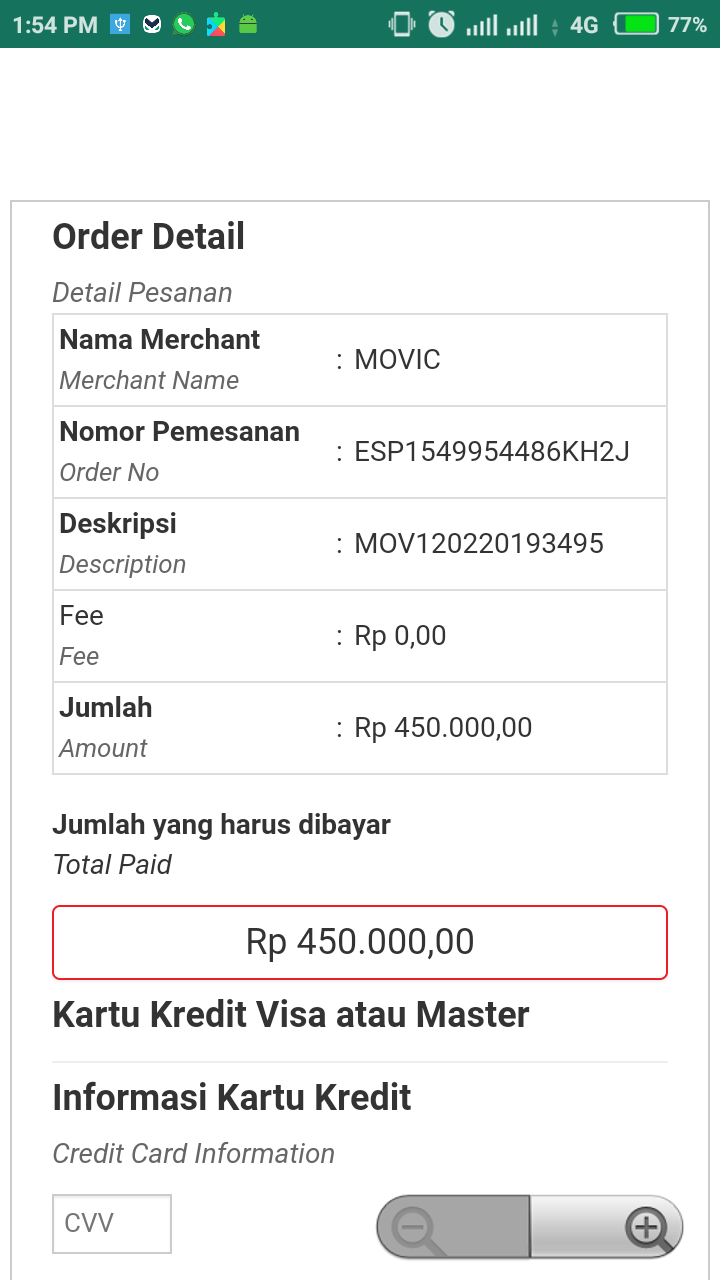 1:54 PM 4G 77%
Order Detail
Detail Pesanan
Nama Merchant
Merchant Name
: MOVIC
Nomor Pemesanan
Order No
: ESP1549954486KH2J
Deskripsi
Description
: MOV120220193495
Fee
Fee
: Rp 0,00
Jumlah
Amount
: Rp 450.000,00
Jumlah yang harus dibayar
Total Paid
Rp 450.000,00
Kartu Kredit Visa atau Master
Informasi Kartu Kredit
Credit Card Information
CVV